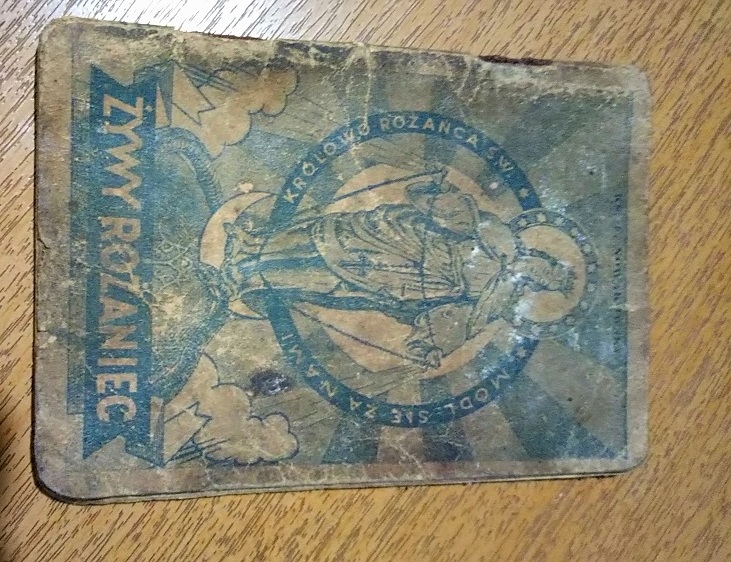 KRÓLOWO RÓŻAŃCA ŚW.
MÓDL SIĘ ZA NAMI
ŻYWY RÓŻANIEC